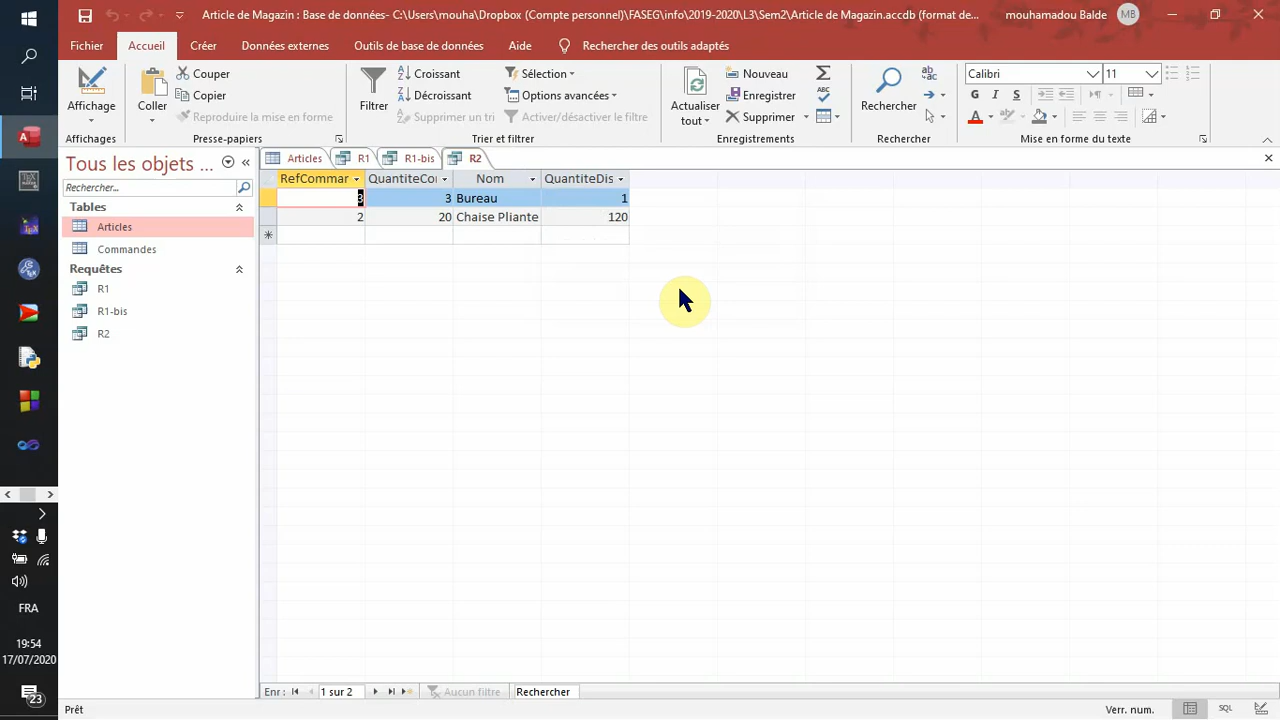 Article de Magazin : Base de données- C:\Users\mouha\Dropbox (Compte personnel)\FASEG\info\2019-2020\L3\Sem2\Article de Magazin.accdb (format de...
mouhamadou Balde
MB
Fichier
Accueil
Créer
Données externes
Outils de base de données
Aide
Rechercher des outils adaptés
Affichage
Affichages
Coller
Couper
Copier
Reproduire la mise en forme
Presse-papiers
Filtrer
Croissant
Décroissant
Supprimer un tri
Sélection
Options avancées
Activer/désactiver le filtre
Trier et filtrer
Actualiser
tout
Nouveau
Enregistrer
Supprimer
Enregistrements
Rechercher
Rechercher
Calibri
11
G I S
Mise en forme du texte
Tous les objets ...
Rechercher...
Tables
Articles
Commandes
Requêtes
R1
R1-bis
R2
Articles
R1
R1-bis
R2
RefCommar QuantiteCor Nom QuantiteDis
3 3 Bureau 1
2 20 Chaise Pliante 120
Enr :
1 sur 2
Aucun filtre
Rechercher
Prêt
Verr. num.
SQL
FRA
19:54
17/07/2020
23